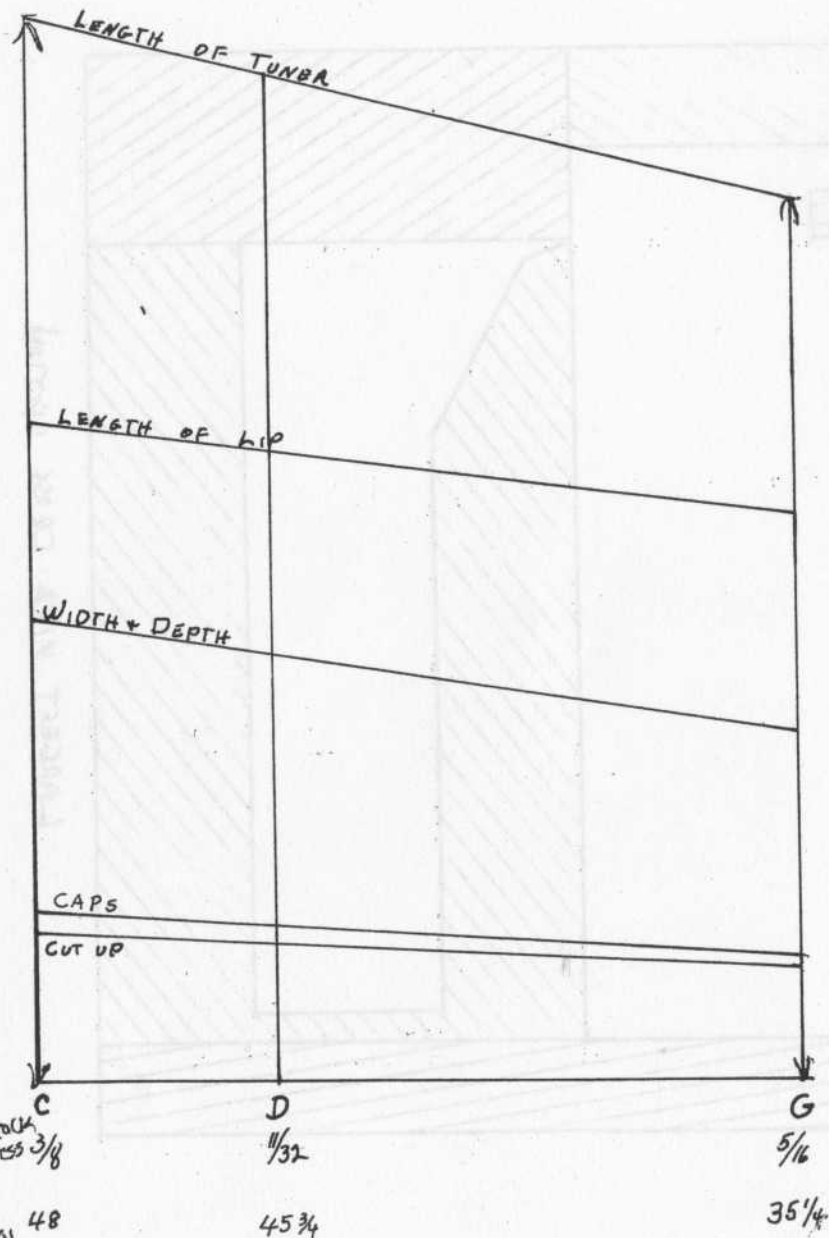 LENGTH OF TUNER
LENGTH OF LIP
WIDTH & DEPTH
CAPS
CUT UP
C D G
3/8 11/32 5/16
48 45 3/4 35 1/4